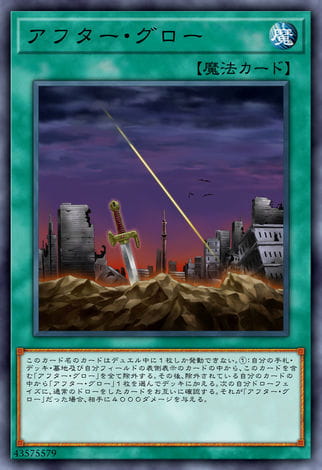 アフター・グロー
魔
【魔法カード】
このカード名のカードはデュエル中に1枚しか発動できない。①:自分の手札・
デッキ・墓地及び自分フィールドの表側表示のカードの中から、このカードを含
む「アフター・グロー」を全て除外する。その後、除外されている自分のカードの
中から「アフター・グロー」1枚を選んでデッキに加える。次の自分ドローフェ
イズに、通常のドローをしたカードをお互いに確認する。それが「アフター・グ
ロー」だった場合、相手に4000ダメージを与える。
43575579